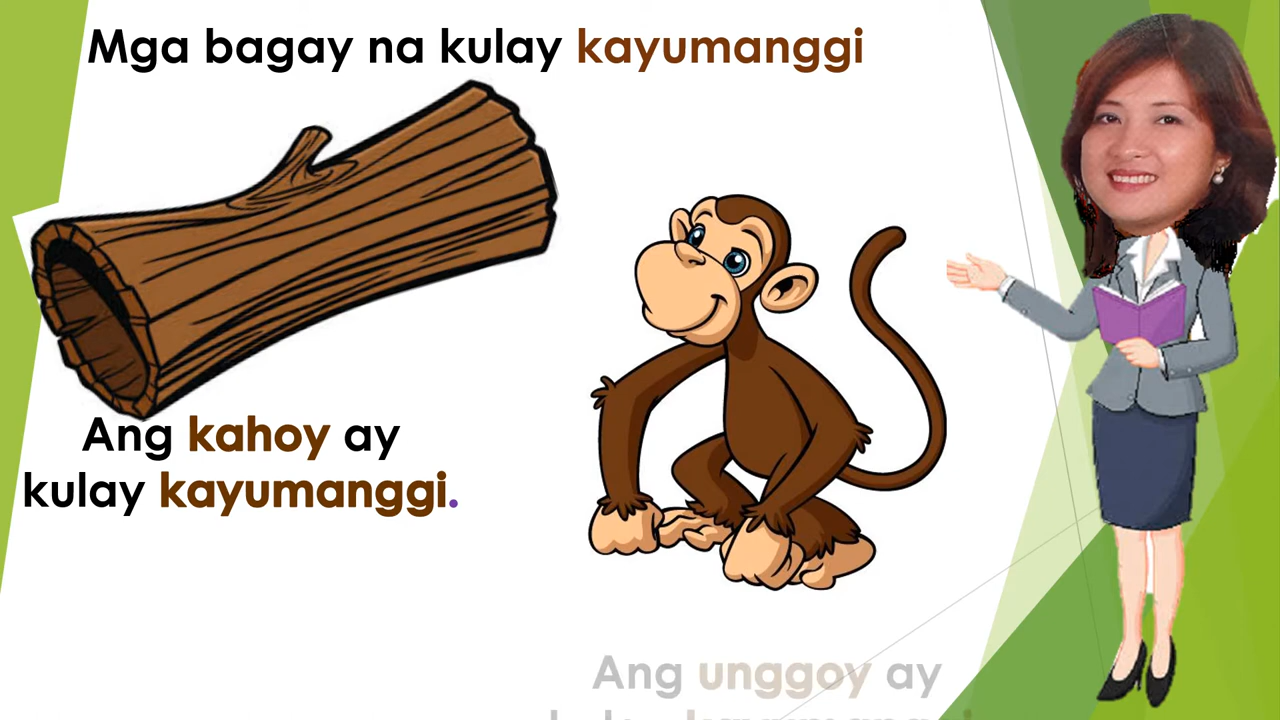 Mga bagay na kulay kayumanggi
Ang kahoy ay
kulay kayumanggi.
Ang unggoy ay